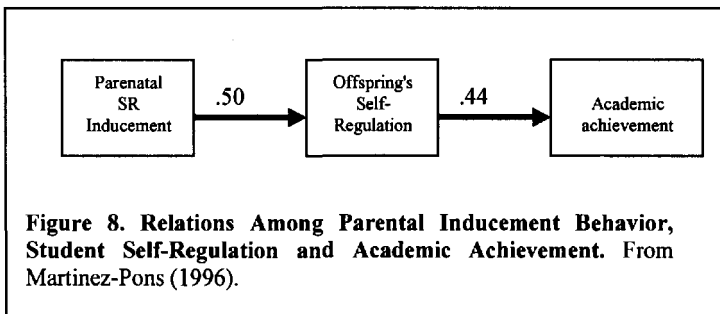 Parenatal
SR
Inducement
.50
Offspring's
Self-
Regulation
.44
Academic
achievement
Figure 8. Relations Among Parental Inducement Behavior,
Student Self-Regulation and Academic Achievement. From
Martinez-Pons (1996).